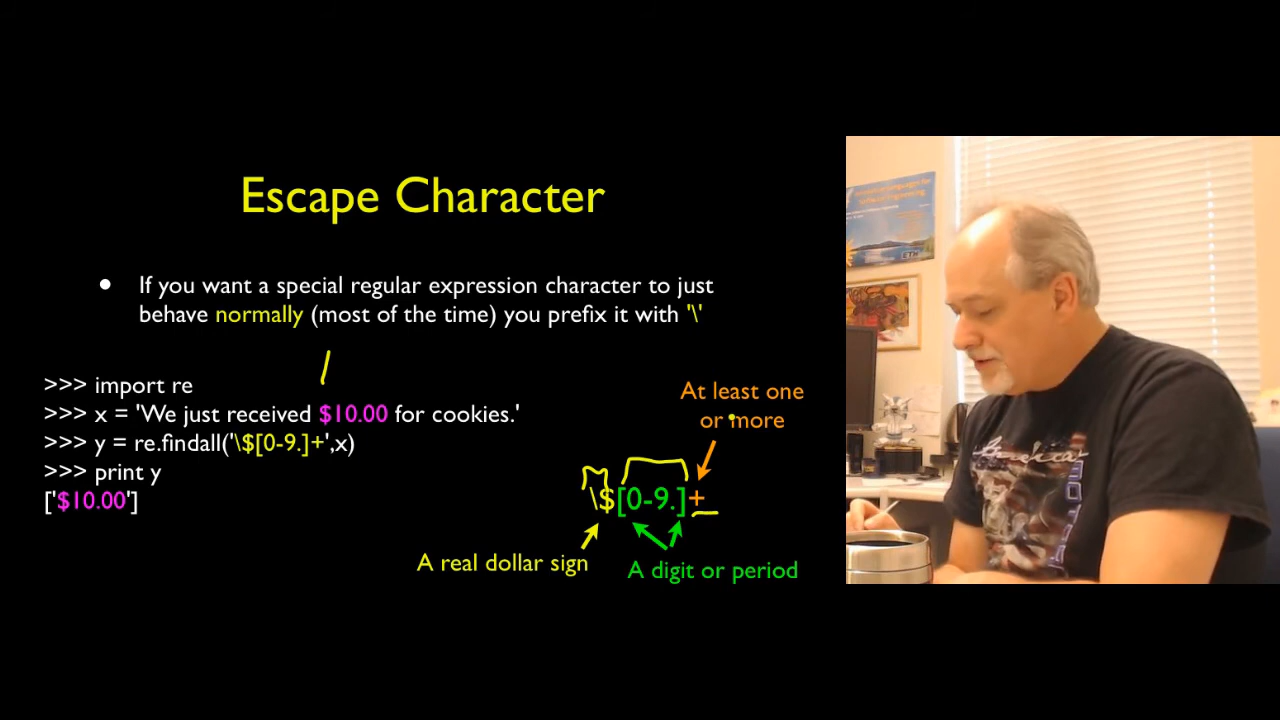 Escape Character
● If you want a special regular expression character to just
behave normally (most of the time) you prefix it with '\'
>>> import re
>>> x = 'We just received $10.00 for cookies.'
>>> y = re.findall('\$[0-9.]+',x)
>>> print y
['$10.00']
At least one
or more
\$[0-9.]+
A real dollar sign
A digit or period
ETH